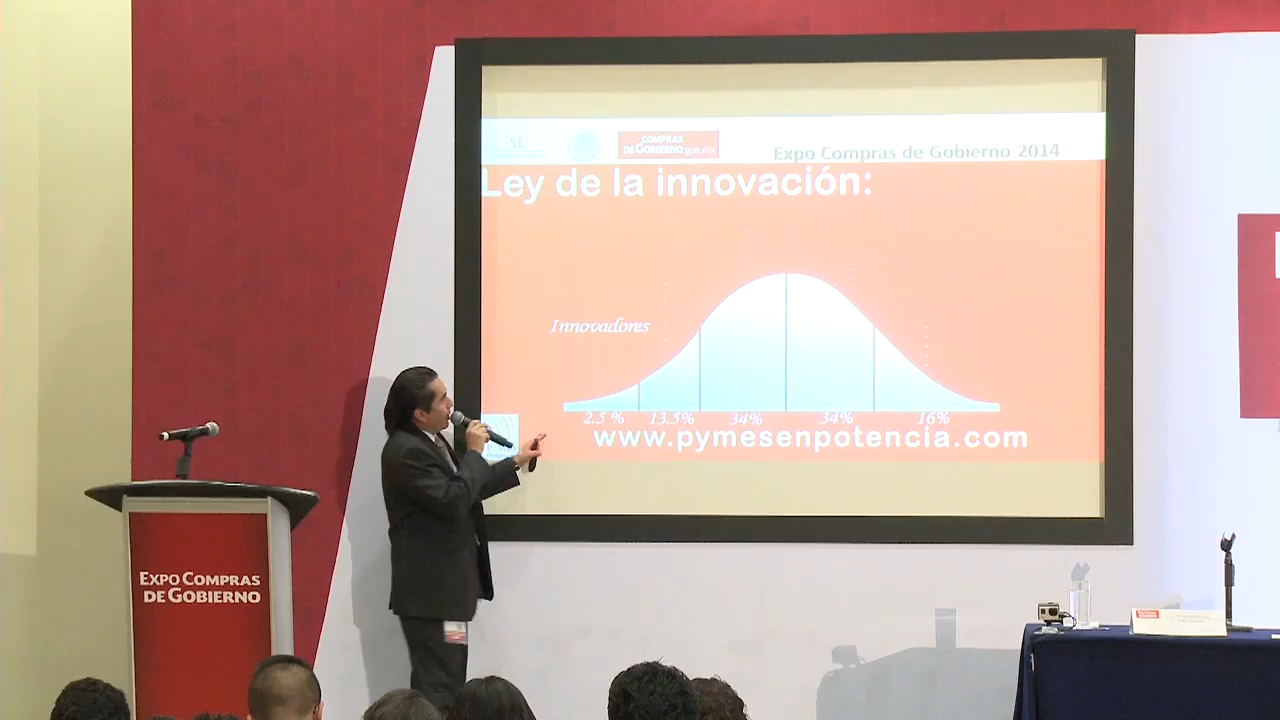 SE
COMPRAS
DE GOBIERNO gob.mx
Expo Compras de Gobierno 2014
Ley de la innovación:
Innovadores
2.5 % 13.5% 34% 34% 16%
www.pymesenpotencia.com
EXPO COMPRAS
DE GOBIERNO